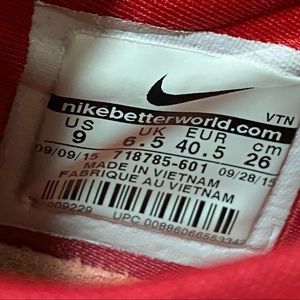 VTN
nikebetterworld.com
US UK EUR cm
9 6.5 40.5 26
09/09/15 718785-601 09/28/15
MADE IN VIETNAM
FABRIQUE AU VIETNAM
UPC 00886066553342